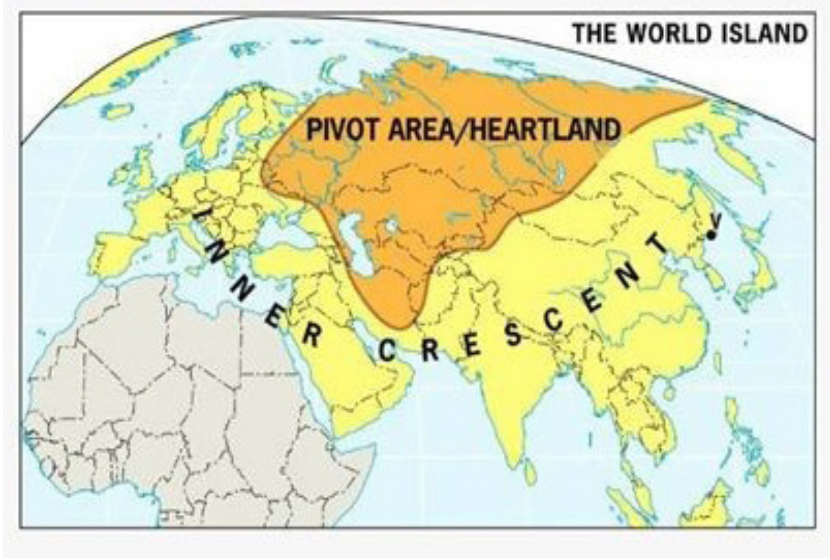 THE WORLD ISLAND
PIVOT AREA/HEARTLAND
INNER CRESCENT
V